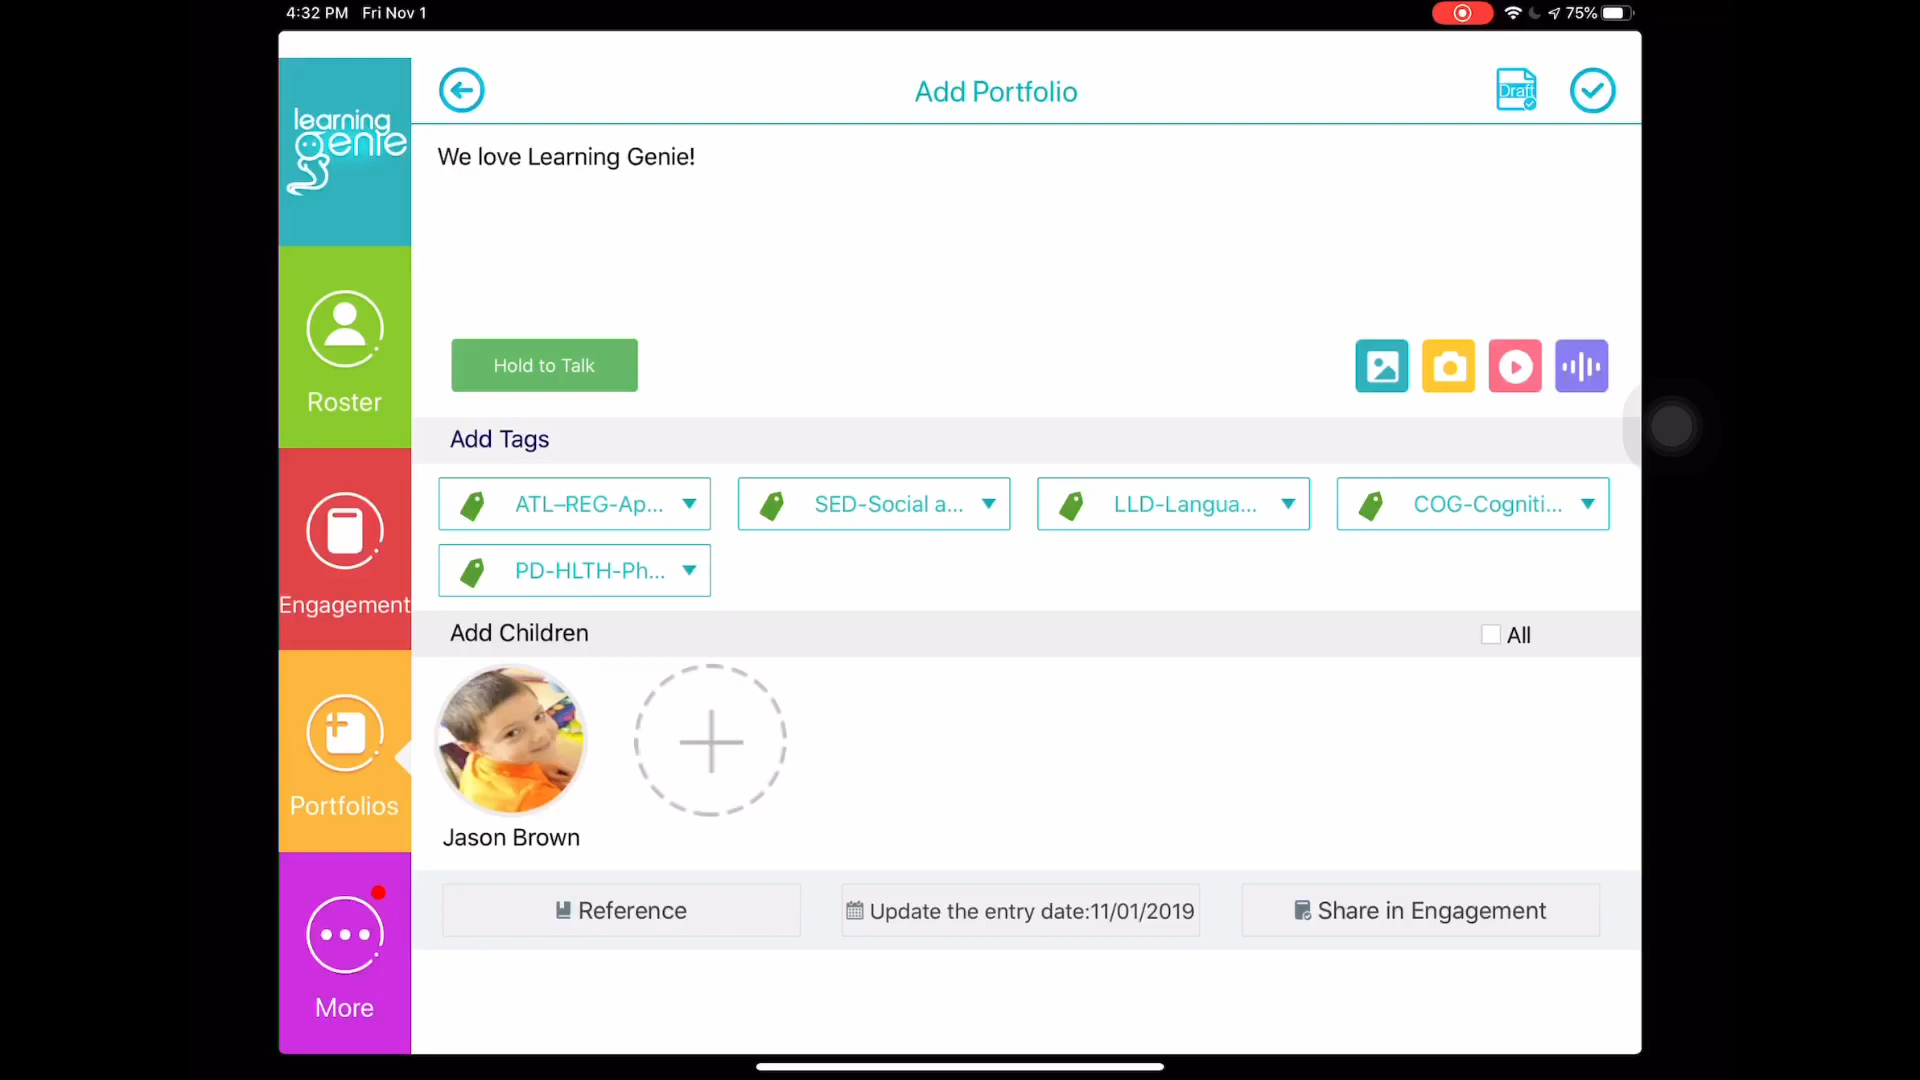 4:32 PM Fri Nov 1
75%
learning
genie
Add Portfolio
Draft
We love Learning Genie!
Hold to Talk
Roster
Add Tags
ATL–REG-Ap...
SED-Social a...
LLD-Langua...
COG-Cogniti...
PD-HLTH-Ph...
Engagement
Add Children
All
Portfolios
Jason Brown
Reference
Update the entry date:11/01/2019
Share in Engagement
More